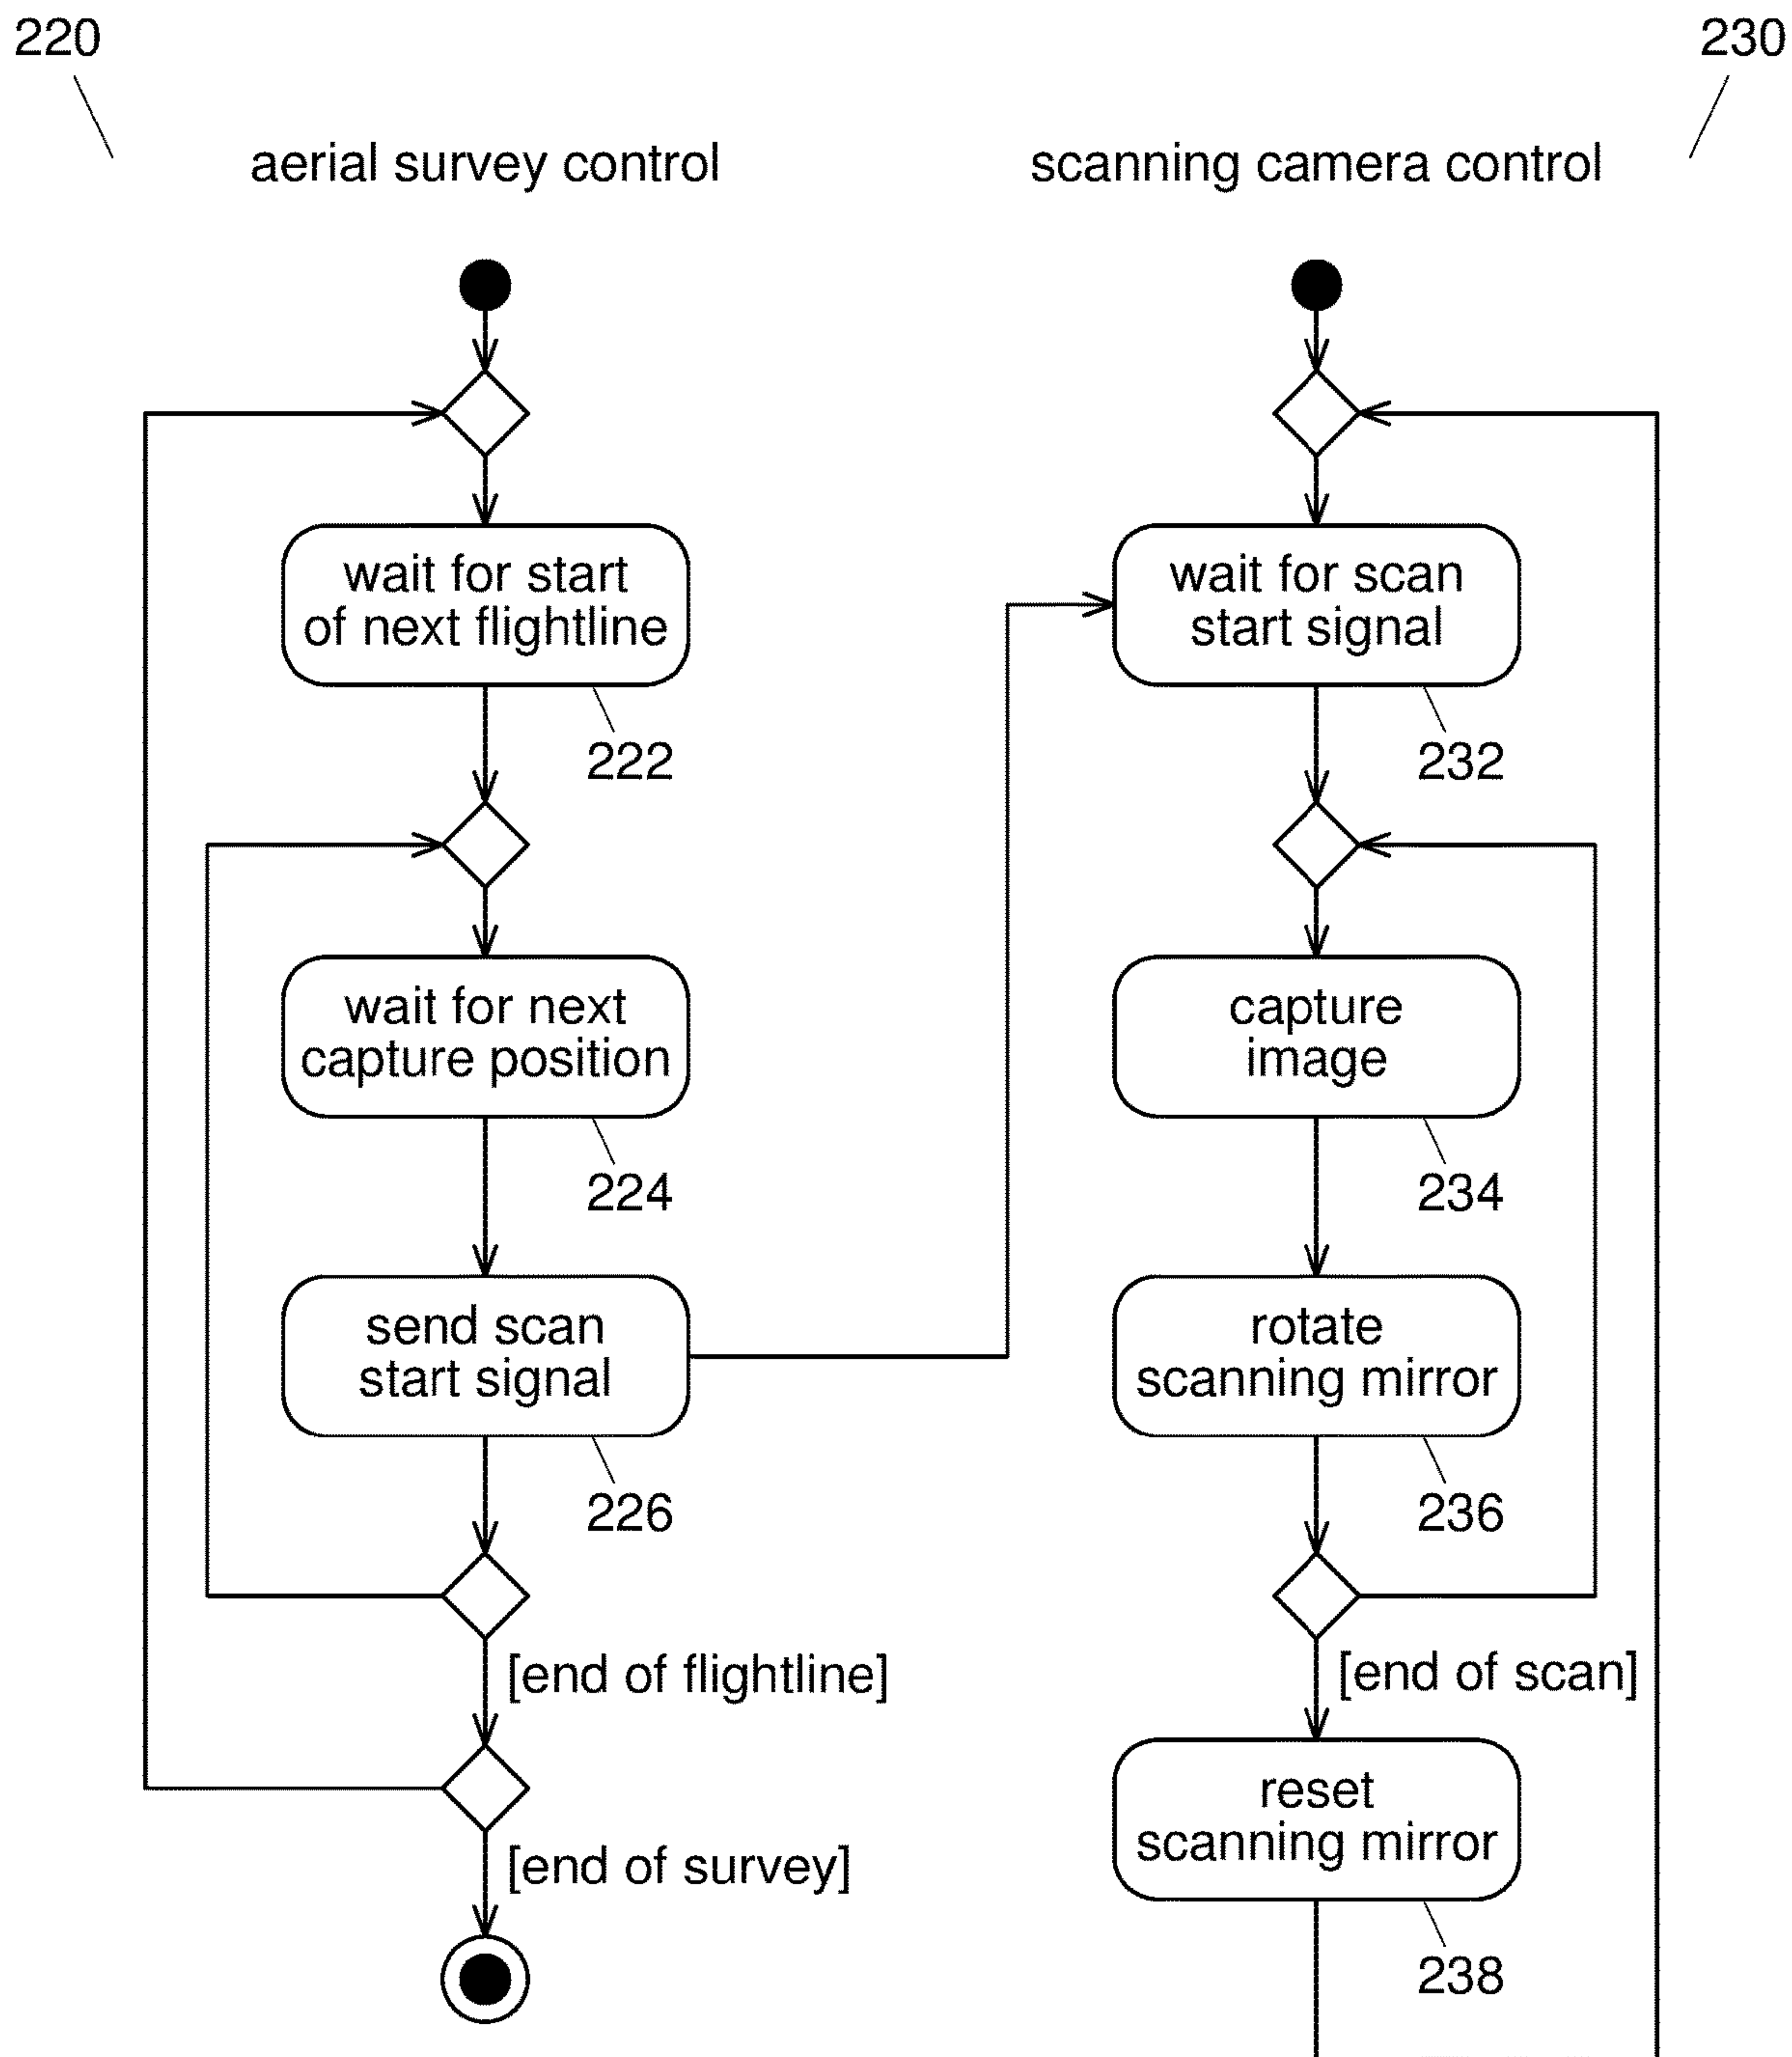 220
230
aerial survey control
scanning camera control
wait for start
of next flightline
222
wait for next
capture position
224
send scan
start signal
226
[end of flightline]
[end of survey]
wait for scan
start signal
232
capture
image
234
rotate
scanning mirror
236
[end of scan]
reset
scanning mirror
238